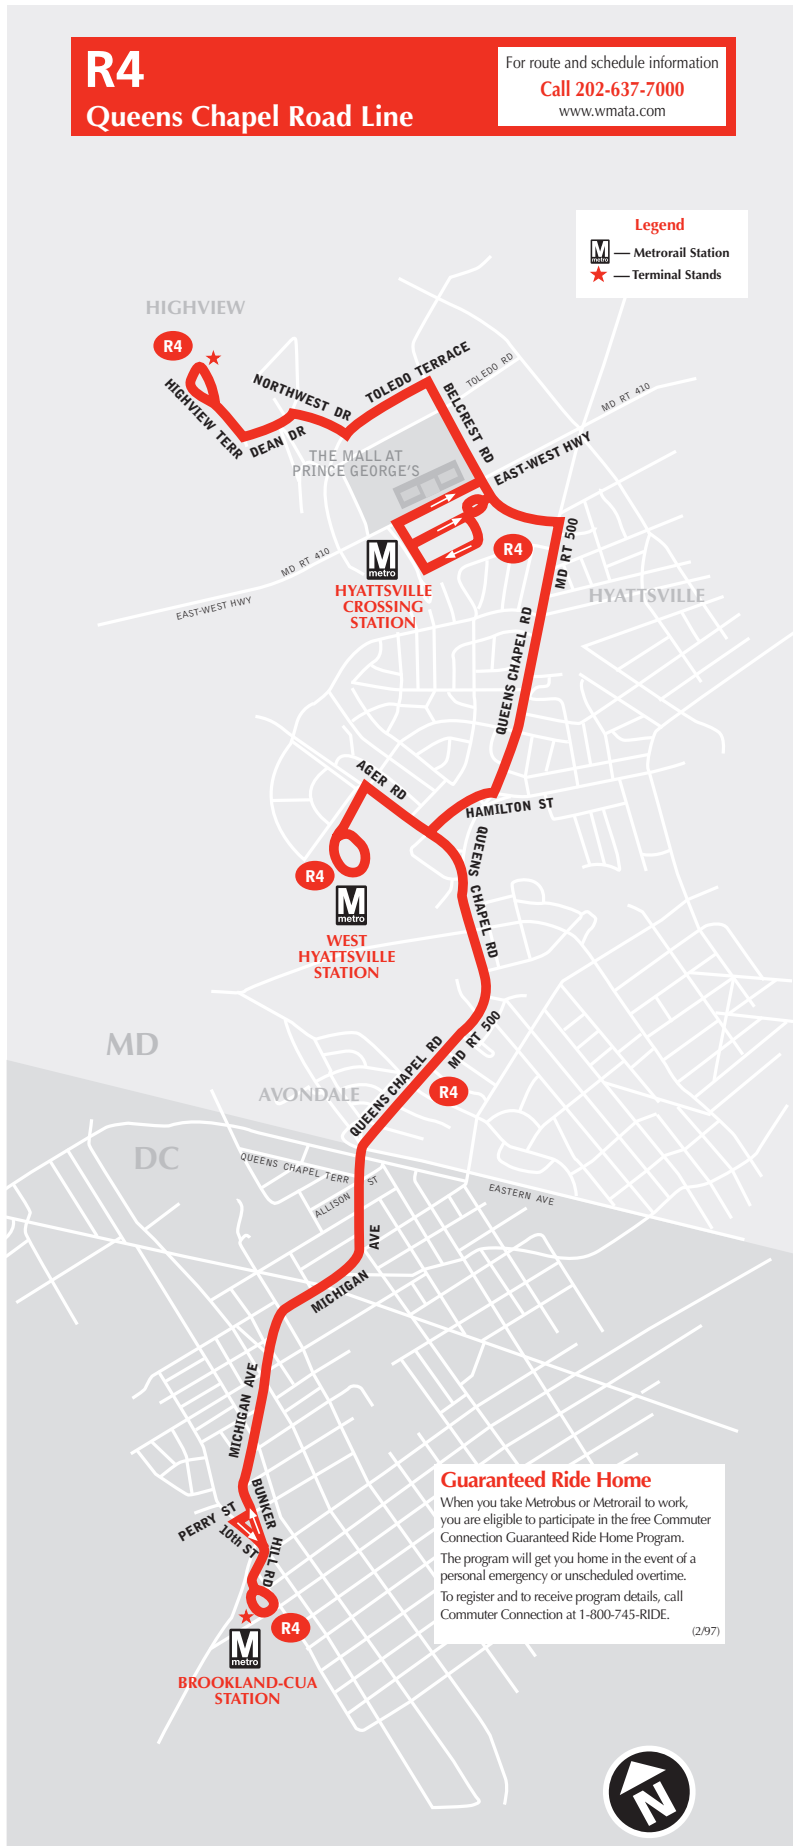 R4
Queens Chapel Road Line
For route and schedule information
Call 202-637-7000
www.wmata.com
Legend
M metro — Metrorail Station
★ — Terminal Stands
HIGHVIEW
R4
HIGHVIEW TERR
DEAN DR
NORTHWEST DR
TOLEDO TERRACE
TOLEDO RD
BELCREST RD
MD RT 410
EAST-WEST HWY
THE MALL AT
PRINCE GEORGE'S
MD RT 410
EAST-WEST HWY
M
metro
HYATTSVILLE
CROSSING
STATION
R4
MD RT 500
HYATTSVILLE
QUEENS CHAPEL RD
AGER RD
HAMILTON ST
QUEENS CHAPEL RD
R4
M
metro
WEST
HYATTSVILLE
STATION
MD RT 500
QUEENS CHAPEL RD
R4
MD
AVONDALE
DC
QUEENS CHAPEL TERR
ALLISON ST
EASTERN AVE
MICHIGAN AVE
MICHIGAN AVE
BUNKER HILL RD
PERRY ST
10th ST
R4
M
metro
BROOKLAND-CUA
STATION
Guaranteed Ride Home
When you take Metrobus or Metrorail to work,
you are eligible to participate in the free Commuter
Connection Guaranteed Ride Home Program.
The program will get you home in the event of a
personal emergency or unscheduled overtime.
To register and to receive program details, call
Commuter Connection at 1-800-745-RIDE.
(2/97)
N